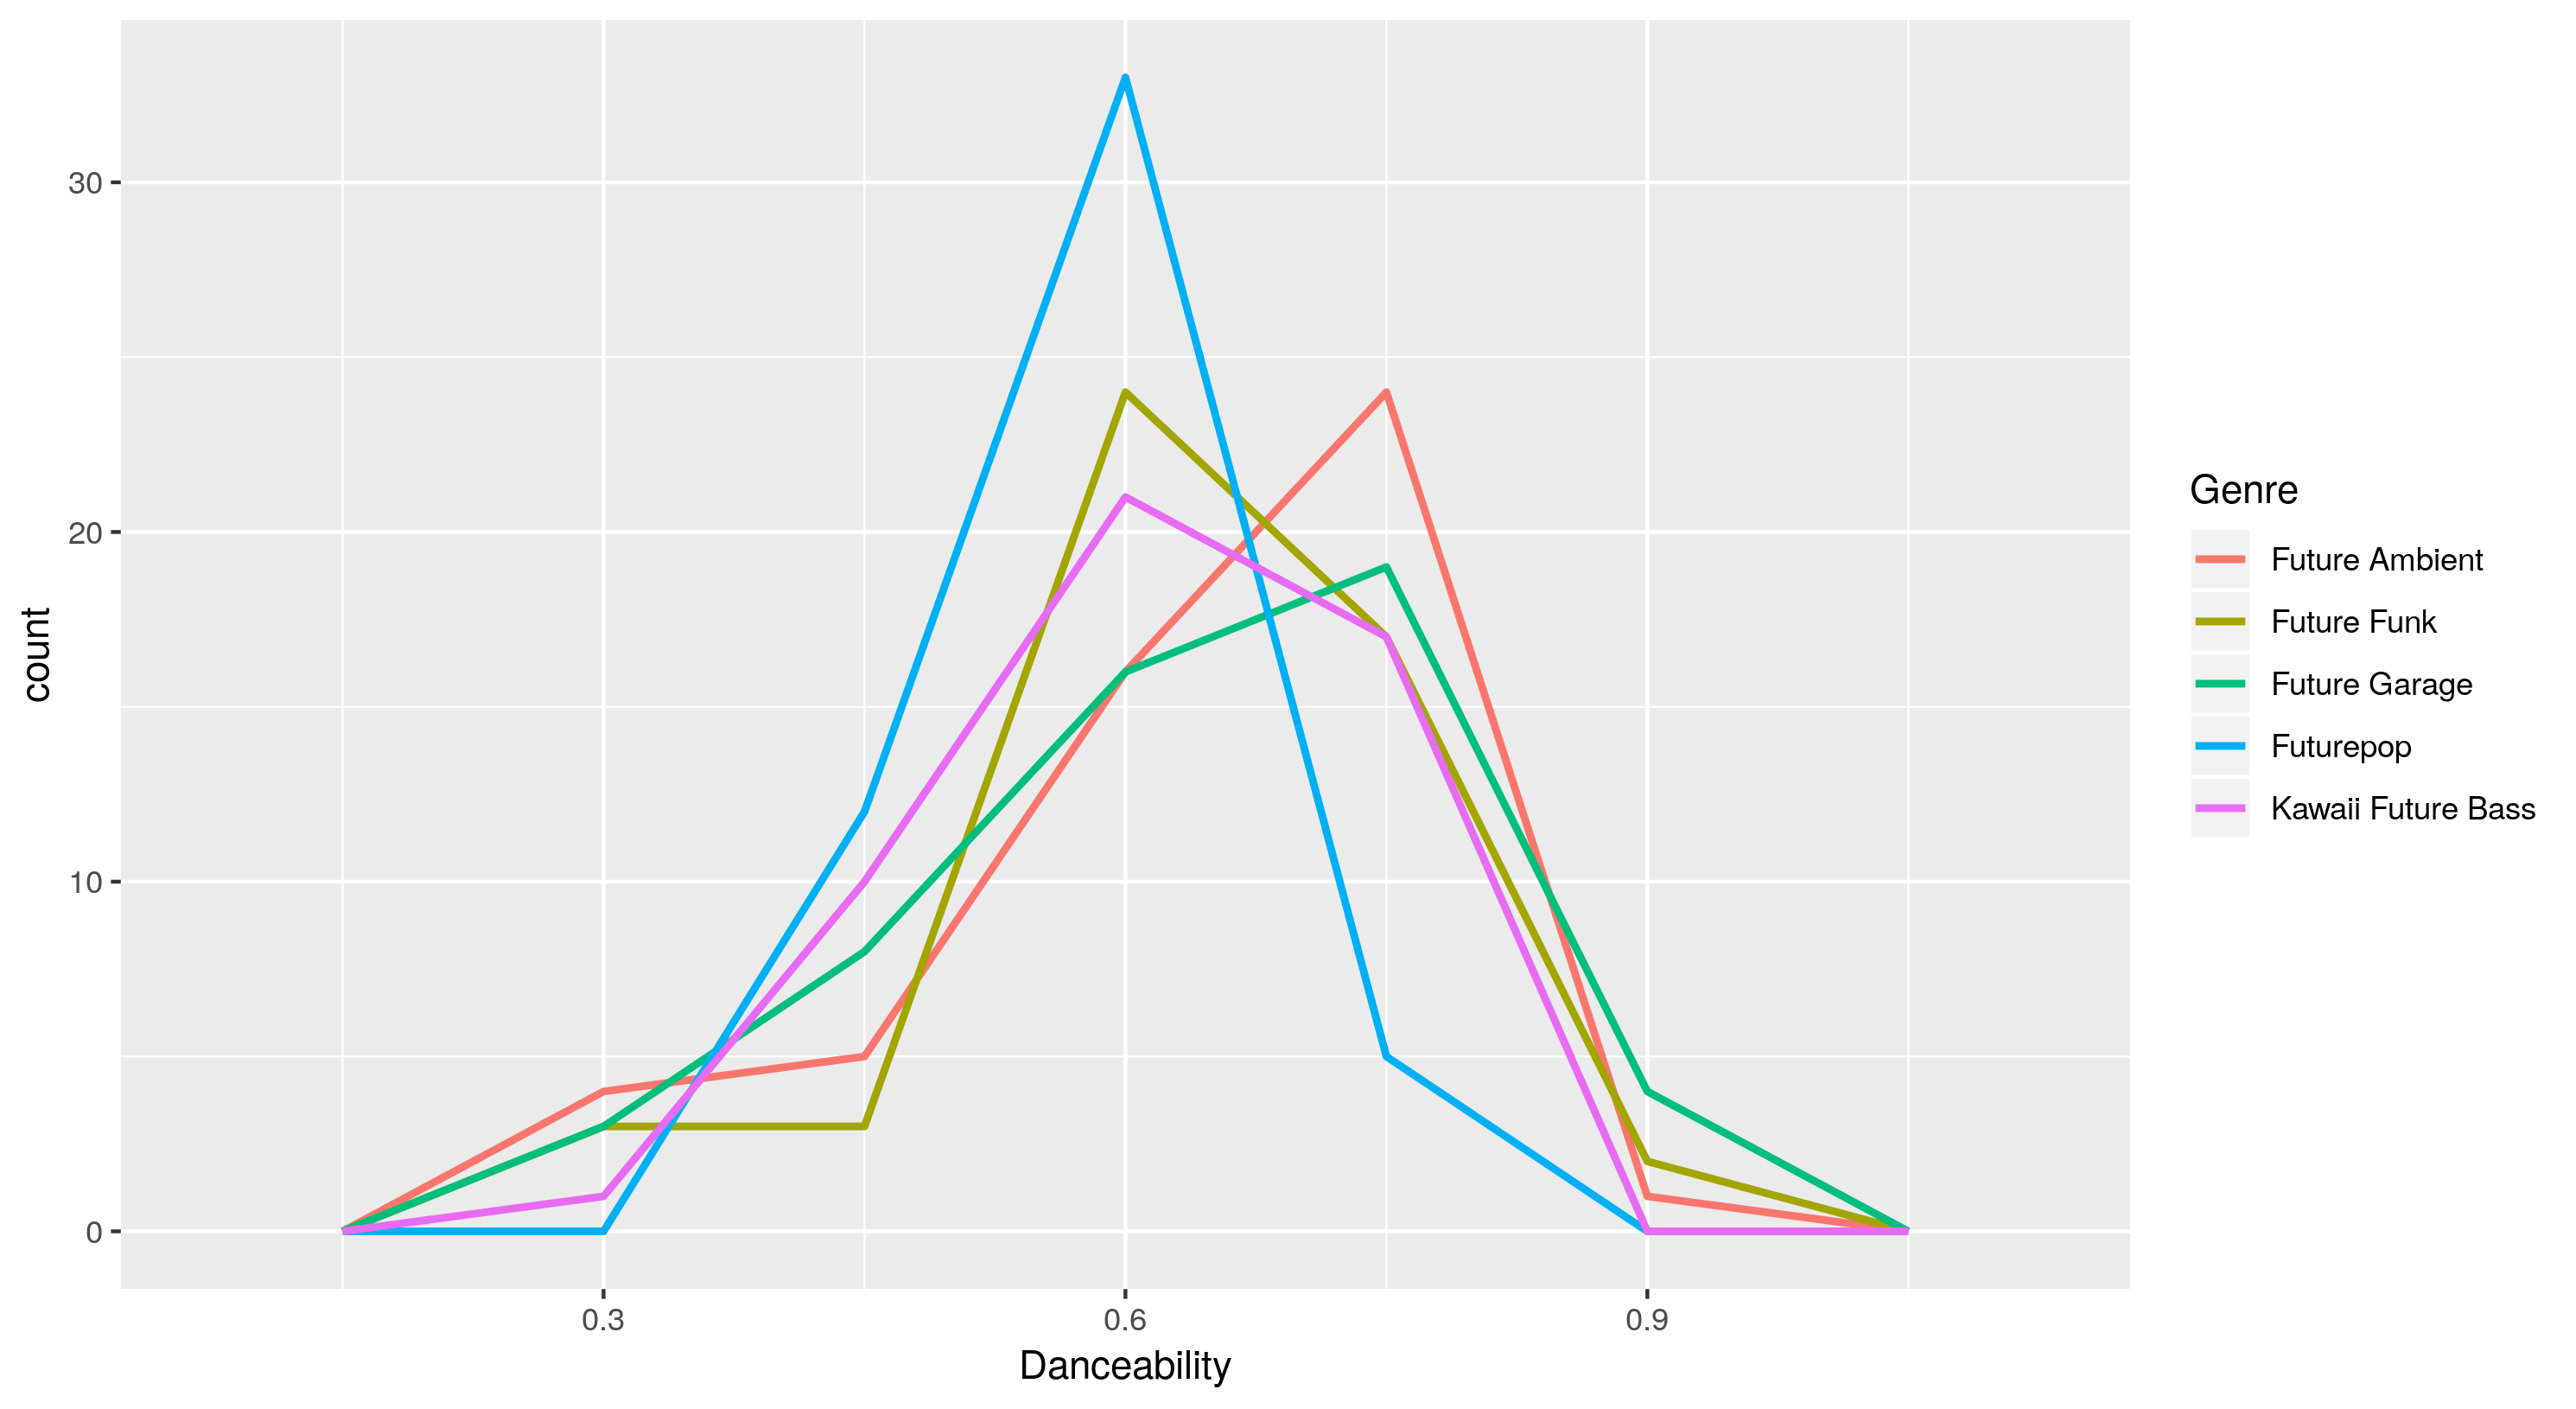 30
20
10
0
count
0.3
0.6
0.9
Danceability
Genre
Future Ambient
Future Funk
Future Garage
Futurepop
Kawaii Future Bass